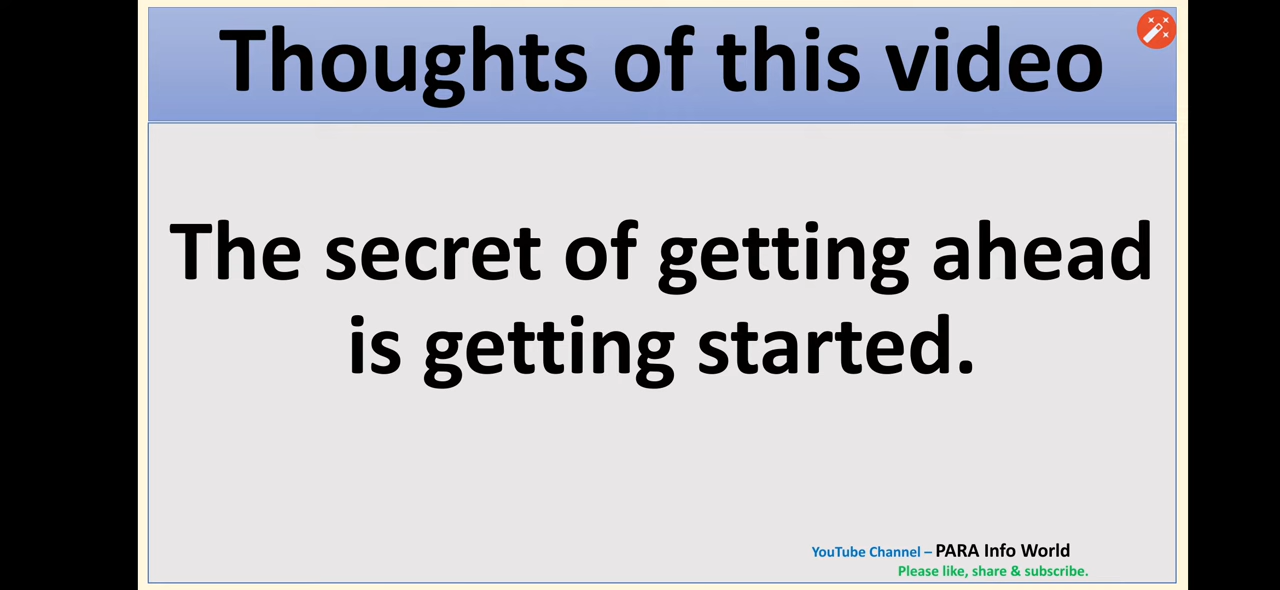 Thoughts of this video
The secret of getting ahead
is getting started.
YouTube Channel – PARA Info World
Please like, share & subscribe.